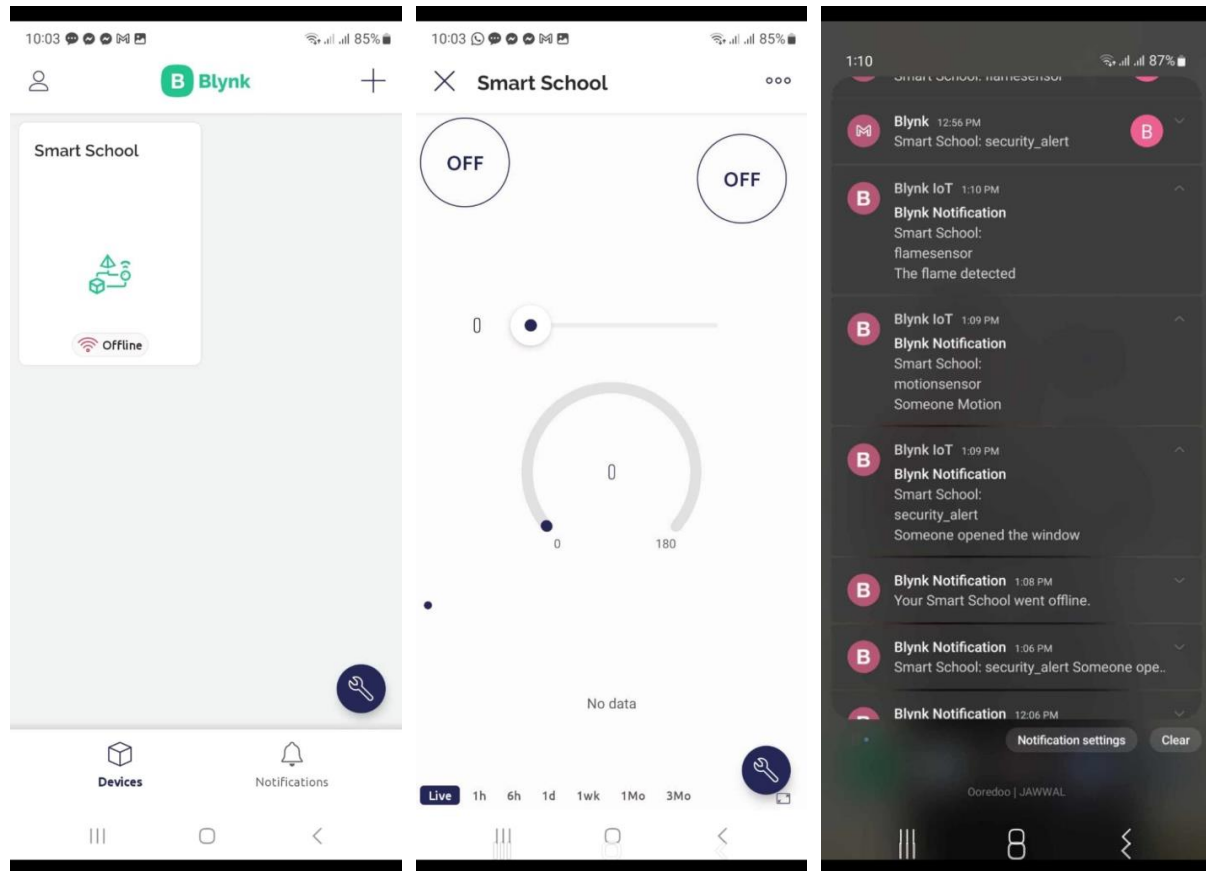 10:03 85%
B Blynk
Smart School
Offline
Devices
Notifications
10:03 85%
Smart School
OFF
OFF
0
0
0
180
No data
Live 1h 6h 1d 1wk 1Mo 3Mo
1:10 87%
Smart School: flamesensor
Blynk 12:56 PM
Smart School: security_alert
B
B
Blynk IoT 1:10 PM
Blynk Notification
Smart School:
flamesensor
The flame detected
B
Blynk IoT 1:09 PM
Blynk Notification
Smart School:
motionsensor
Someone Motion
B
Blynk IoT 1:09 PM
Blynk Notification
Smart School:
security_alert
Someone opened the window
B
Blynk Notification 1:08 PM
Your Smart School went offline.
B
Blynk Notification 1:06 PM
Smart School: security_alert Someone ope..
Blynk Notification 12:06 PM
Notification settings
Clear
Ooredoo | JAWWAL